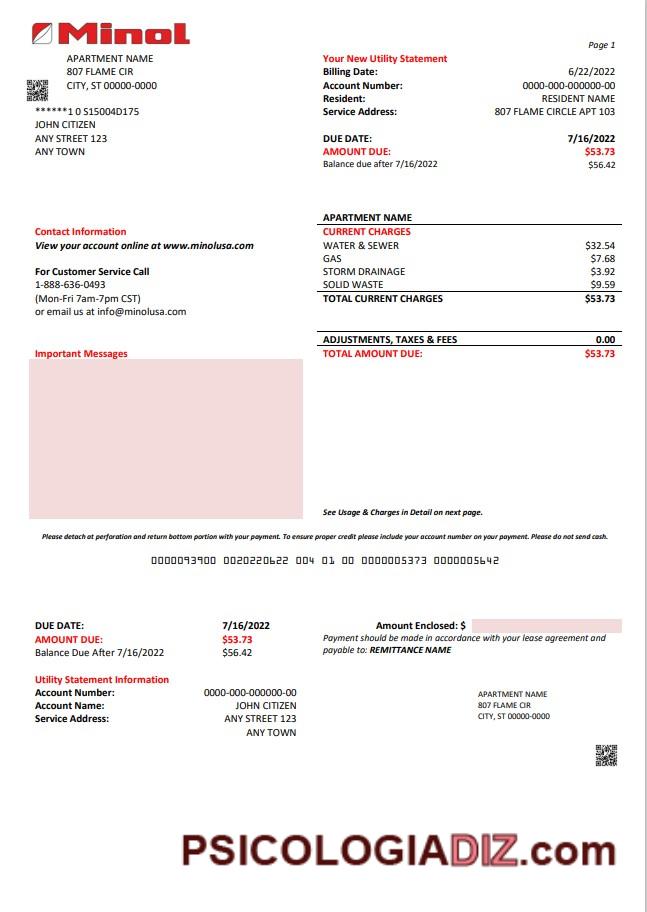 Minol
Page 1
APARTMENT NAME
807 FLAME CIR
CITY, ST 00000-0000
******1 0 S15004D175
JOHN CITIZEN
ANY STREET 123
ANY TOWN
Your New Utility Statement
Billing Date: 6/22/2022
Account Number: 0000-000-000000-00
Resident: RESIDENT NAME
Service Address: 807 FLAME CIRCLE APT 103
DUE DATE: 7/16/2022
AMOUNT DUE: $53.73
Balance due after 7/16/2022 $56.42
Contact Information
View your account online at www.minolusa.com
For Customer Service Call
1-888-636-0493
(Mon-Fri 7am-7pm CST)
or email us at info@minolusa.com
APARTMENT NAME
CURRENT CHARGES
WATER & SEWER $32.54
GAS $7.68
STORM DRAINAGE $3.92
SOLID WASTE $9.59
TOTAL CURRENT CHARGES $53.73
ADJUSTMENTS, TAXES & FEES 0.00
TOTAL AMOUNT DUE: $53.73
Important Messages
See Usage & Charges in Detail on next page.
Please detach at perforation and return bottom portion with your payment. To ensure proper credit please include your account number on your payment. Please do not send cash.
0000093900 0020220622 004 01 00 0000005373 0000005642
DUE DATE: 7/16/2022
AMOUNT DUE: $53.73
Balance Due After 7/16/2022 $56.42
Amount Enclosed: $
Payment should be made in accordance with your lease agreement and
payable to: REMITTANCE NAME
Utility Statement Information
Account Number: 0000-000-000000-00
Account Name: JOHN CITIZEN
Service Address: ANY STREET 123
ANY TOWN
APARTMENT NAME
807 FLAME CIR
CITY, ST 00000-0000
PSICOLOGIADIZ.com